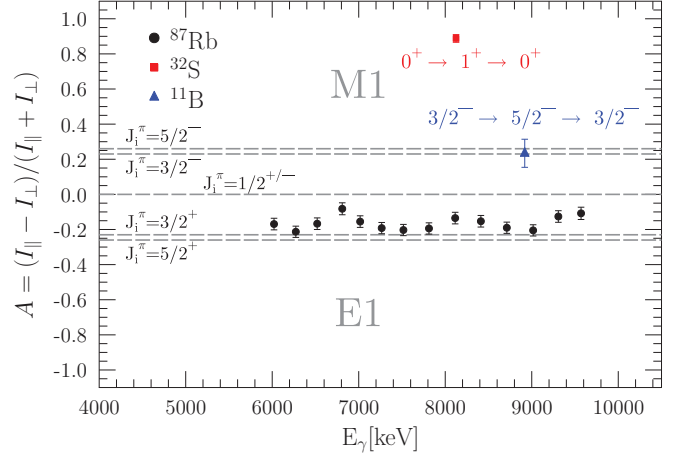 1.0
0.8
0.6
0.4
0.2
0.0
-0.2
-0.4
-0.6
-0.8
-1.0
A = (I∥ − I⊥)/(I∥ + I⊥)
⁸⁷Rb
³²S
¹¹B
M1
0⁺ → 1⁺ → 0⁺
3/2⁻ → 5/2⁻ → 3/2⁻
Jᵢ^π=5/2⁻
Jᵢ^π=3/2⁻
Jᵢ^π=1/2⁺/⁻
Jᵢ^π=3/2⁺
Jᵢ^π=5/2⁺
E1
4000 5000 6000 7000 8000 9000 10000
Eγ[keV]